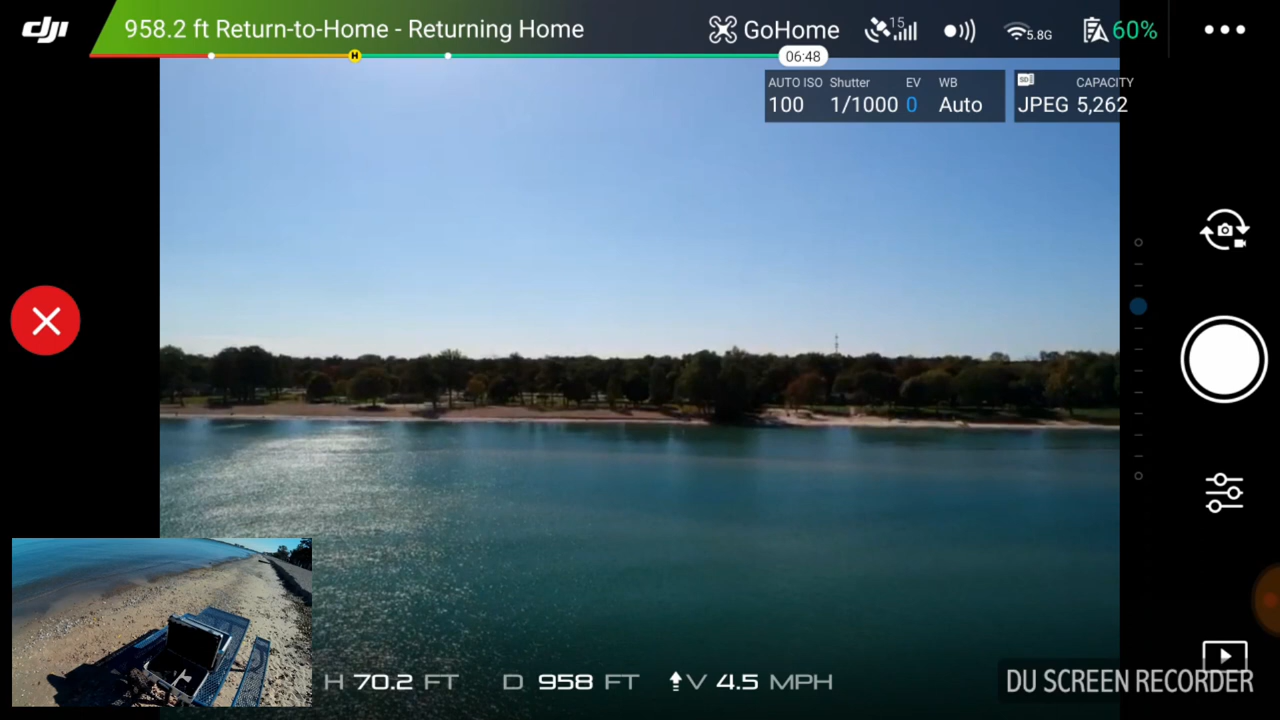 dji 958.2 ft Return-to-Home - Returning Home GoHome 15 5.8G 60%
H 06:48
AUTO ISO Shutter EV WB SD CAPACITY
100 1/1000 0 Auto JPEG 5,262
H 70.2 FT D 958 FT V 4.5 MPH DU SCREEN RECORDER